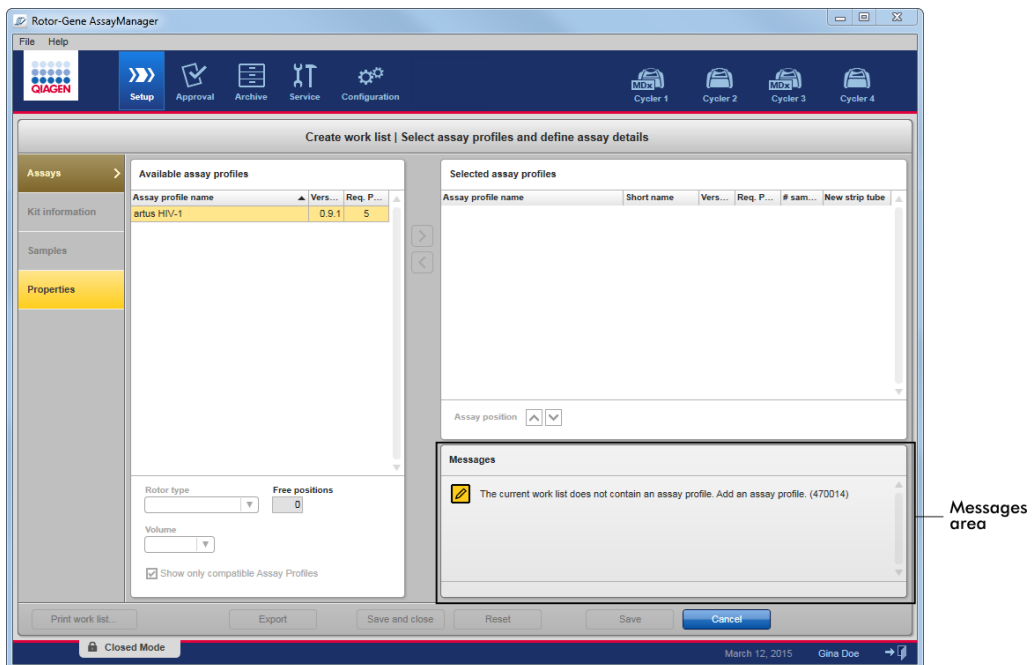 Rotor-Gene AssayManager
File Help
QIAGEN
Setup Approval Archive Service Configuration
MDx MDx
Cycler 1 Cycler 2 Cycler 3 Cycler 4
Create work list | Select assay profiles and define assay details
Assays
Kit information
Samples
Properties
Available assay profiles
Assay profile name Vers... Req. P...
artus HIV-1 0.9.1 5
Rotor type Free positions
0
Volume
Show only compatible Assay Profiles
Selected assay profiles
Assay profile name Short name Vers... Req. P... # sam... New strip tube
Assay position
Messages
The current work list does not contain an assay profile. Add an assay profile. (470014)
Messages
area
Print work list... Export Save and close Reset Save Cancel
Closed Mode
March 12, 2015 Gina Doe